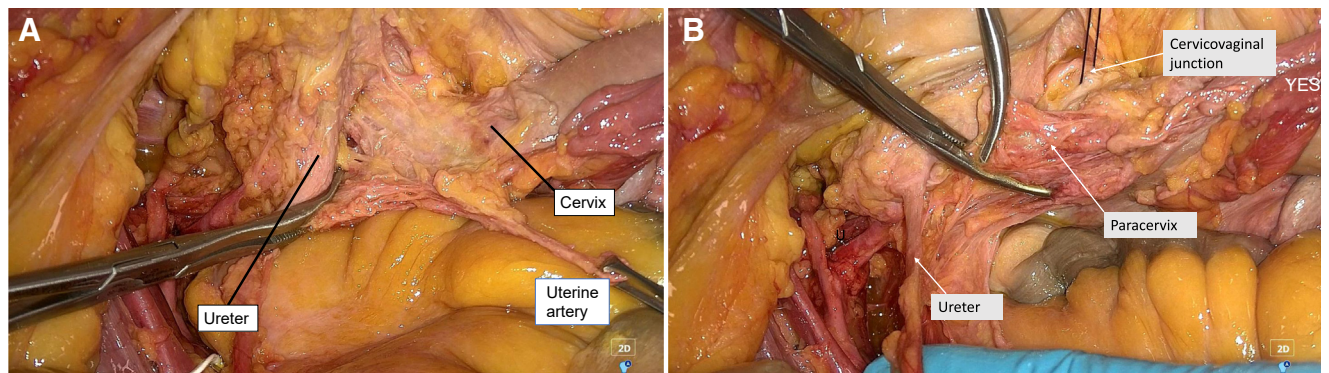 A
Cervix
Uterine
artery
Ureter
2D
B
Cervicovaginal
junction
YES
Paracervix
Ureter
2D